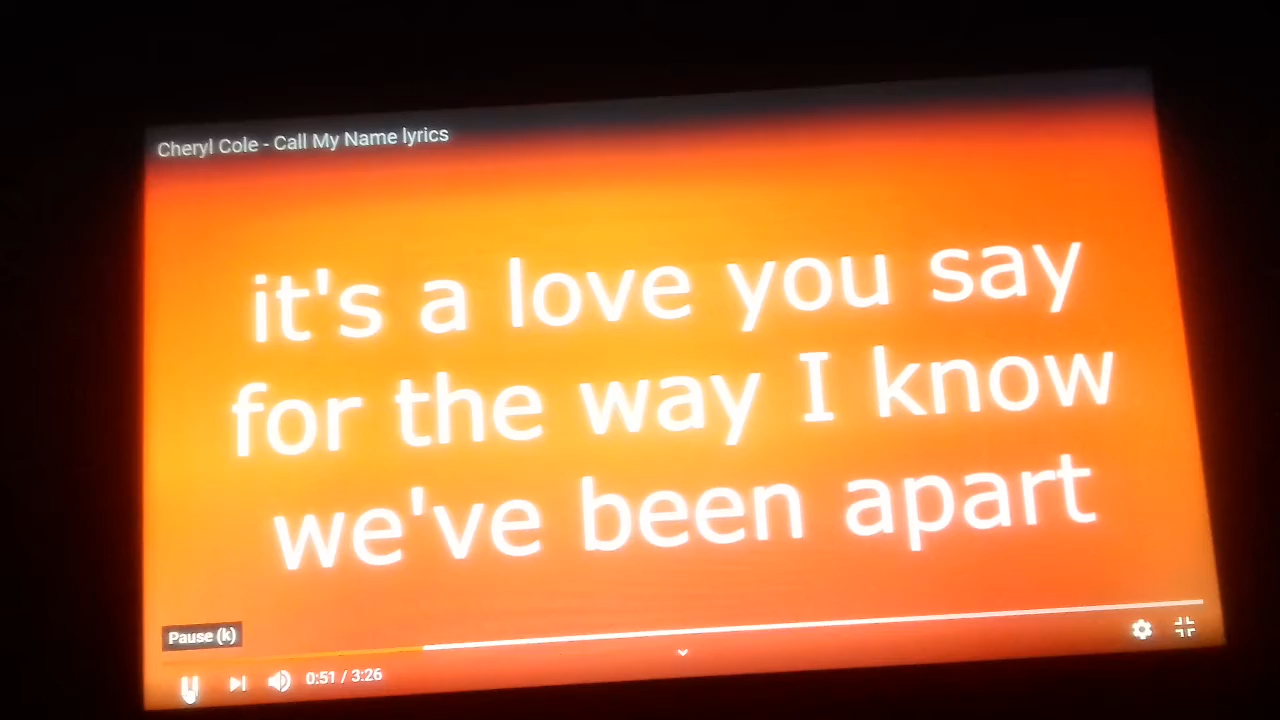 Cheryl Cole - Call My Name lyrics
it's a love you say
for the way I know
we've been apart
Pause (k)
0:51 / 3:26